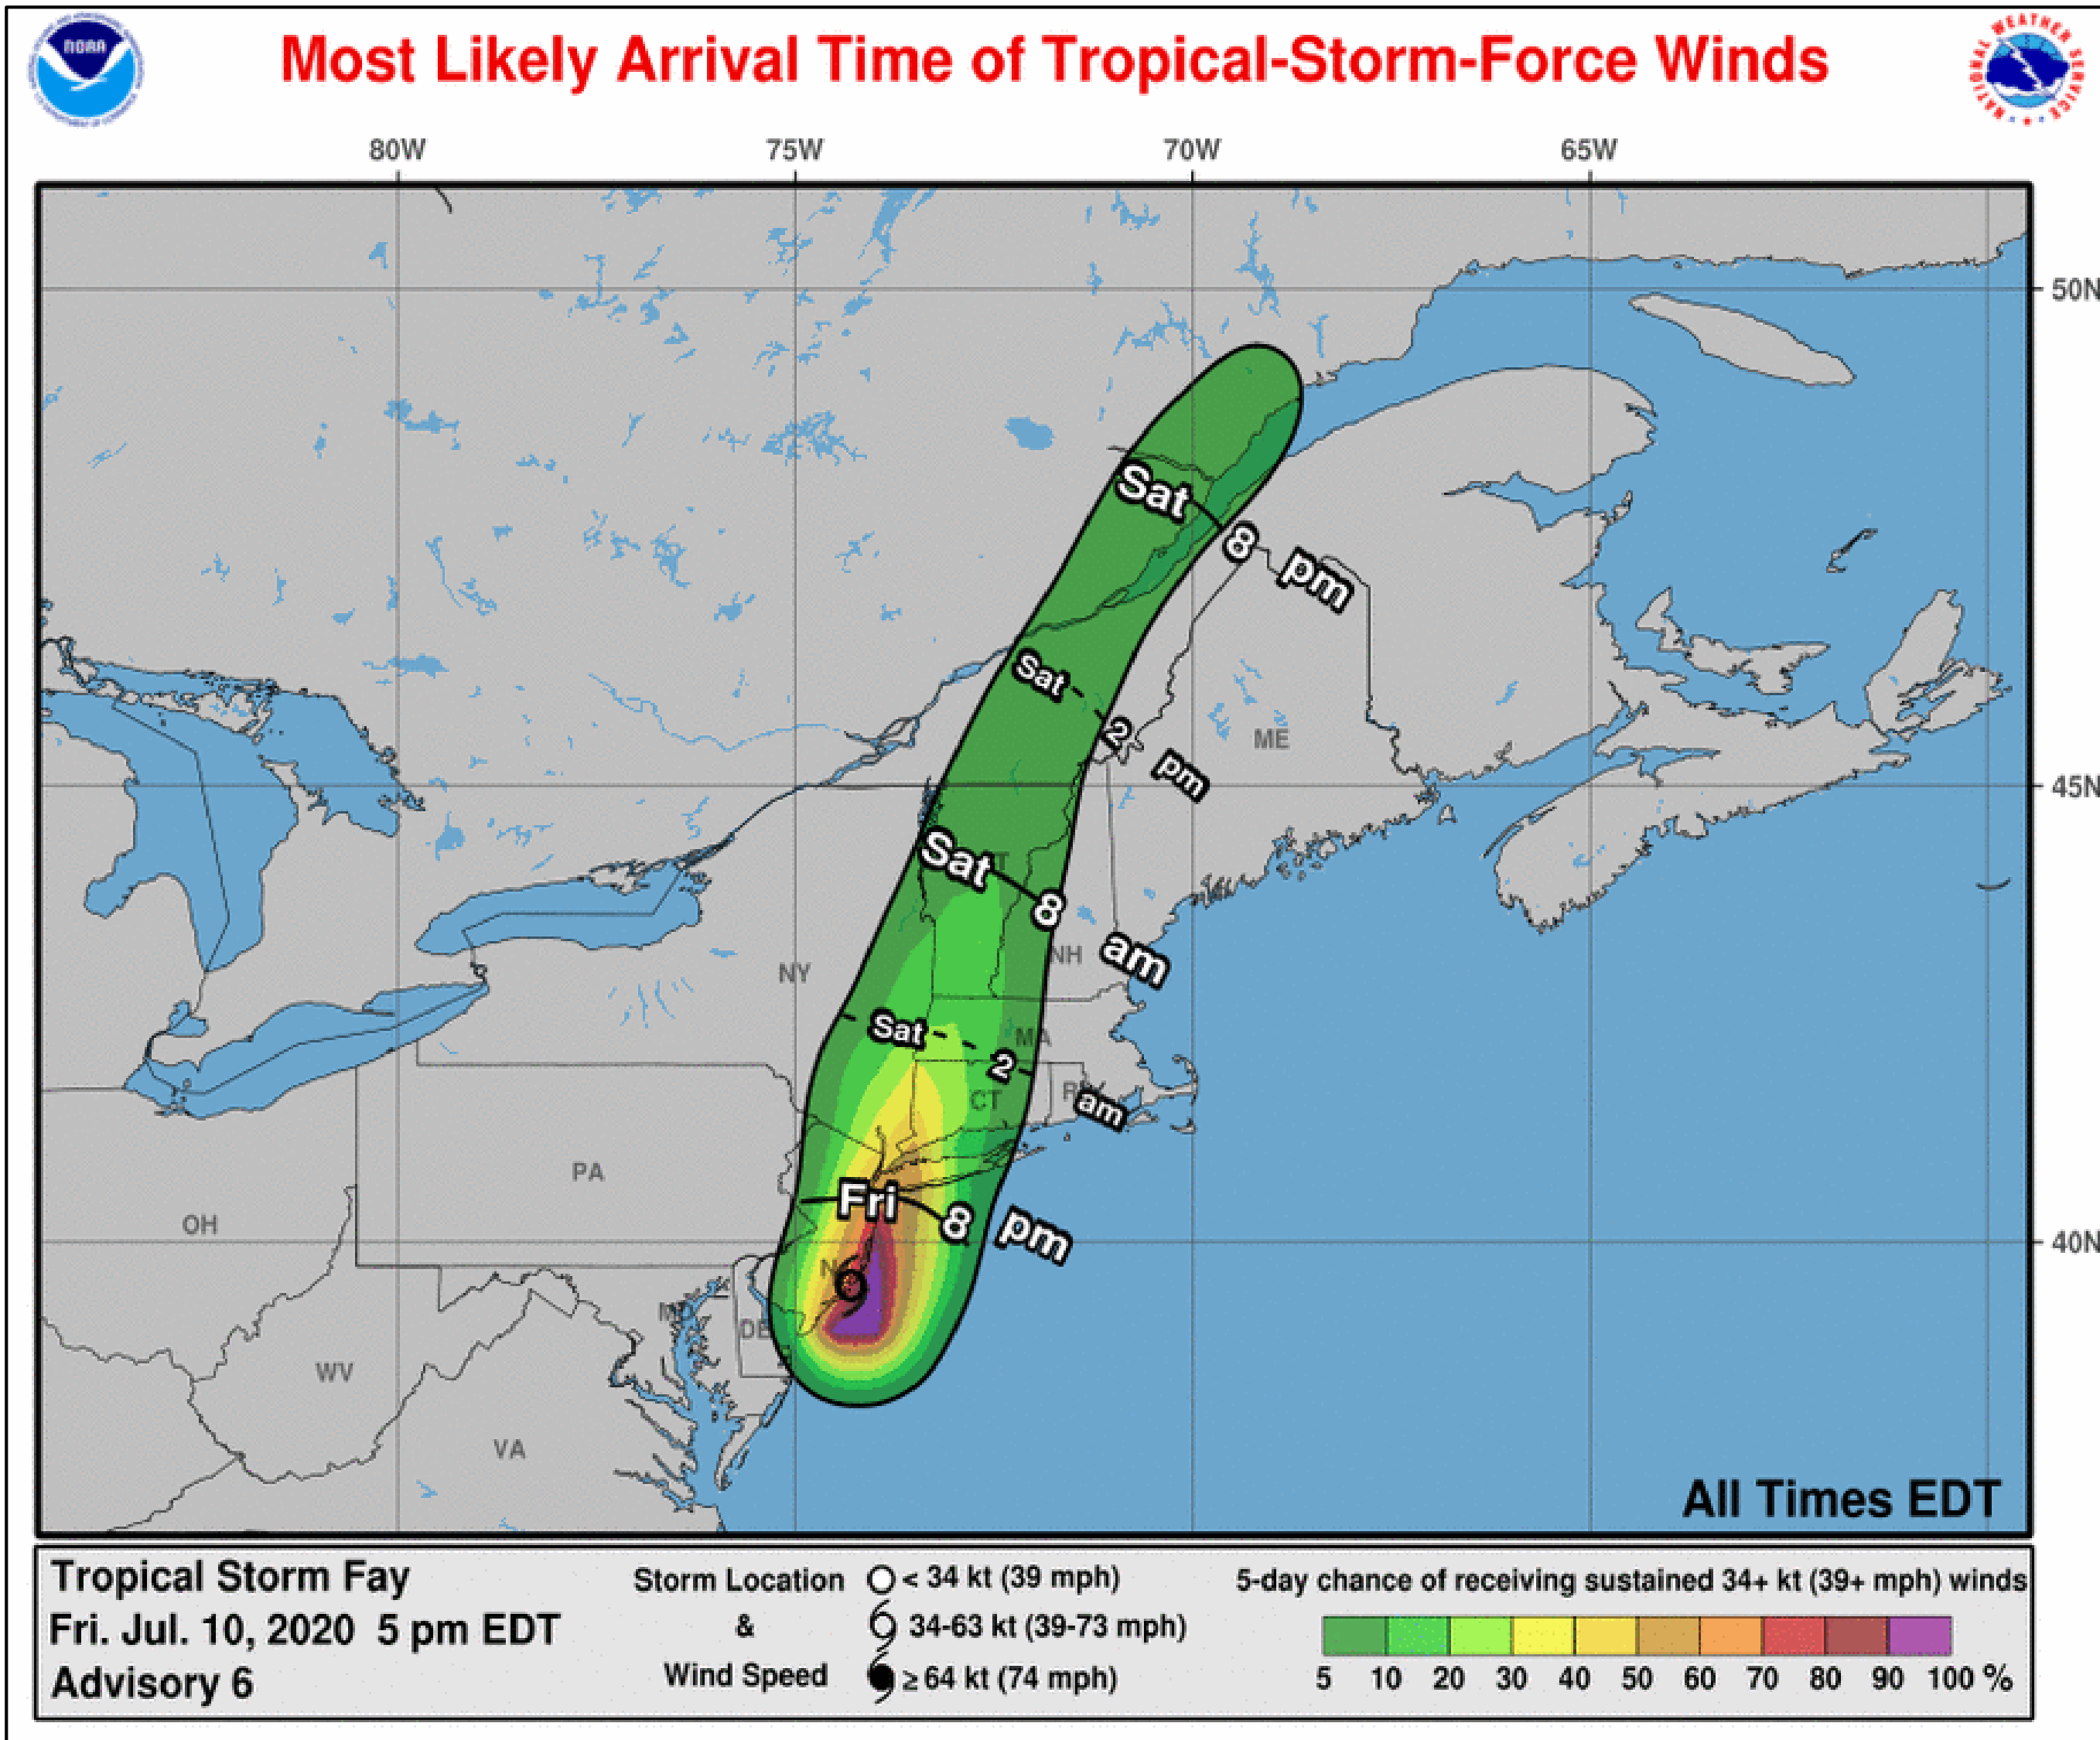 NOAA
Most Likely Arrival Time of Tropical-Storm-Force Winds
NATIONAL WEATHER SERVICE
80W 75W 70W 65W
50N
Sat 8 pm
Sat 2 pm
ME
45N
Sat 8 am
NH
NY
Sat 2 am
MA
CT
PA
Fri 8 pm
OH
40N
DE
WV
VA
All Times EDT
Tropical Storm Fay
Fri. Jul. 10, 2020 5 pm EDT
Advisory 6
Storm Location
&
Wind Speed
< 34 kt (39 mph)
34-63 kt (39-73 mph)
≥ 64 kt (74 mph)
5-day chance of receiving sustained 34+ kt (39+ mph) winds
5 10 20 30 40 50 60 70 80 90 100 %